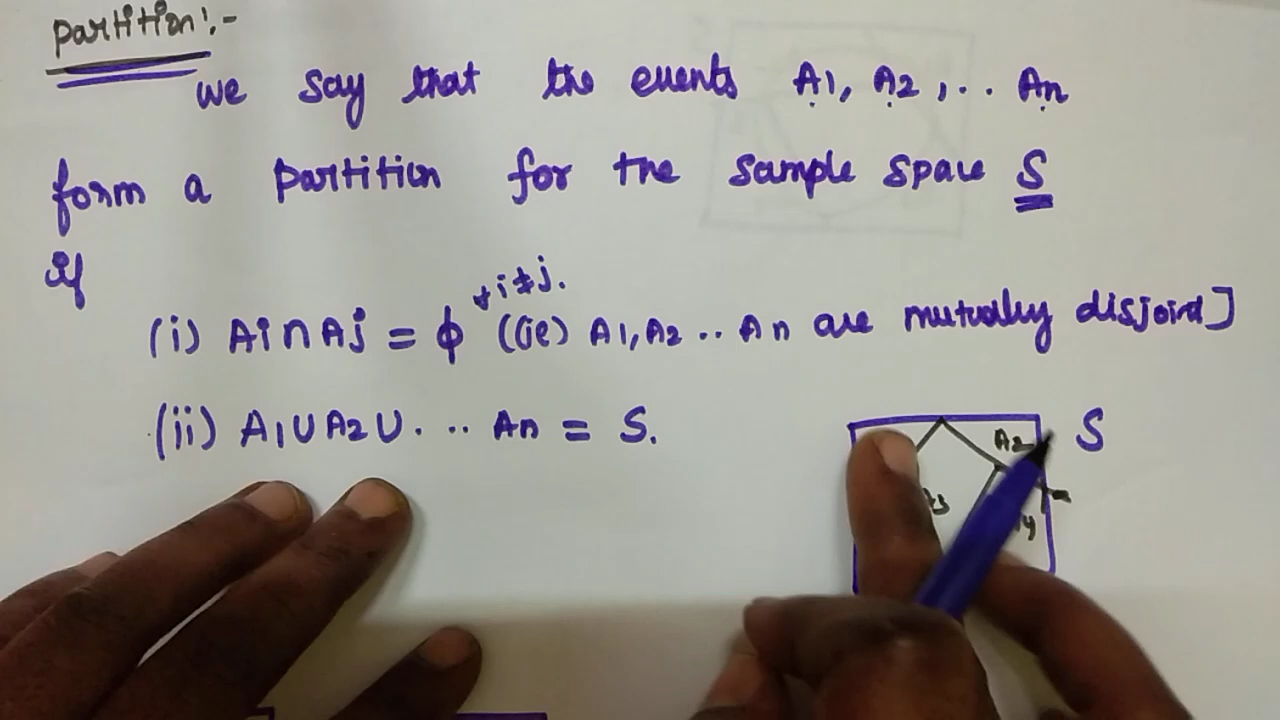 Partition:-
we say that the events A1, A2, .. An
form a partition for the sample space S
if
(i) Ai ∩ Aj = ϕ ∀ i ≠ j. ((ie) A1, A2 .. An are mutually disjoint]
(ii) A1 ∪ A2 ∪ . .. An = S.
S
A2